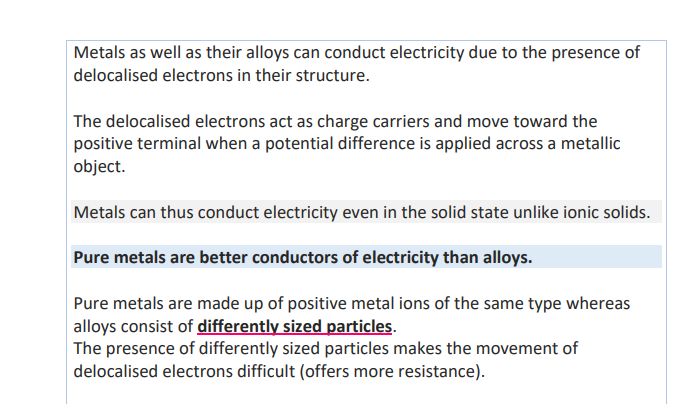 Metals as well as their alloys can conduct electricity due to the presence of
delocalised electrons in their structure.
The delocalised electrons act as charge carriers and move toward the
positive terminal when a potential difference is applied across a metallic
object.
Metals can thus conduct electricity even in the solid state unlike ionic solids.
Pure metals are better conductors of electricity than alloys.
Pure metals are made up of positive metal ions of the same type whereas
alloys consist of differently sized particles.
The presence of differently sized particles makes the movement of
delocalised electrons difficult (offers more resistance).